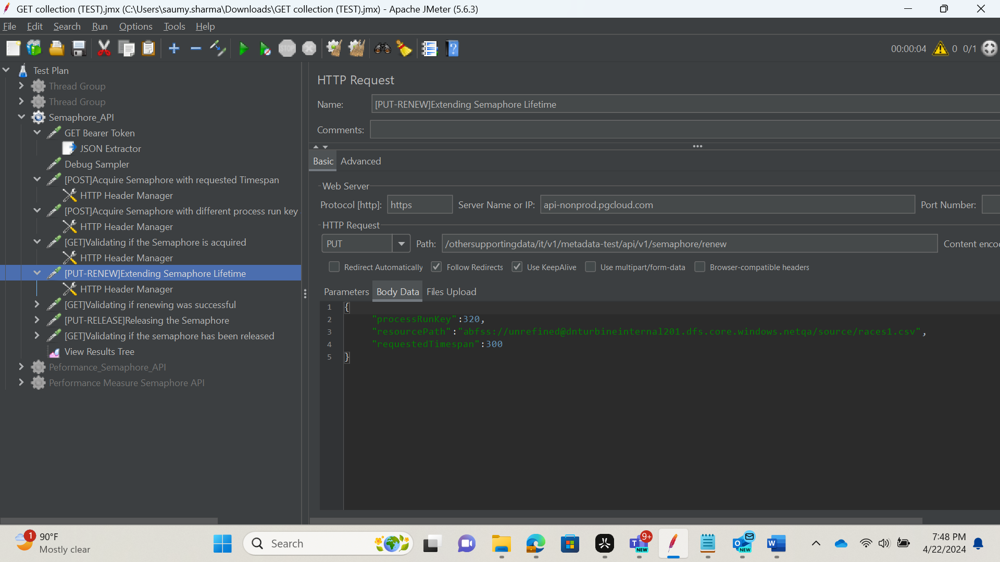 GET collection (TEST).jmx (C:\Users\saumy.sharma\Downloads\GET collection (TEST).jmx) - Apache JMeter (5.6.3)
File Edit Search Run Options Tools Help
STOP 00:00:04 0 0/1
Test Plan
Thread Group
Thread Group
Semaphore_API
GET Bearer Token
JSON Extractor
Debug Sampler
[POST]Acquire Semaphore with requested Timespan
HTTP Header Manager
[POST]Acquire Semaphore with different process run key
HTTP Header Manager
[GET]Validating if the Semaphore is acquired
HTTP Header Manager
[PUT-RENEW]Extending Semaphore Lifetime
HTTP Header Manager
[GET]Validating if renewing was successful
[PUT-RELEASE]Releasing the Semaphore
[GET]Validating if the semaphore has been released
View Results Tree
Peformance_Semaphore_API
Performance Measure Semaphore API
HTTP Request
Name: [PUT-RENEW]Extending Semaphore Lifetime
Comments:
Basic Advanced
Web Server
Protocol [http]: https Server Name or IP: api-nonprod.pgcloud.com Port Number:
HTTP Request
PUT Path: /othersupportingdata/it/v1/metadata-test/api/v1/semaphore/renew Content enco
Redirect Automatically Follow Redirects Use KeepAlive Use multipart/form-data Browser-compatible headers
Parameters Body Data Files Upload
1 {
2 "processRunKey":320,
3 "resourcePath":"abfss://unrefined@dnturbineinternal201.dfs.core.windows.netqa/source/races1.csv",
4 "requestedTimespan":300
5 }
1 90°F
Mostly clear
Search
9+
NEW
NEW
7:48 PM
4/22/2024